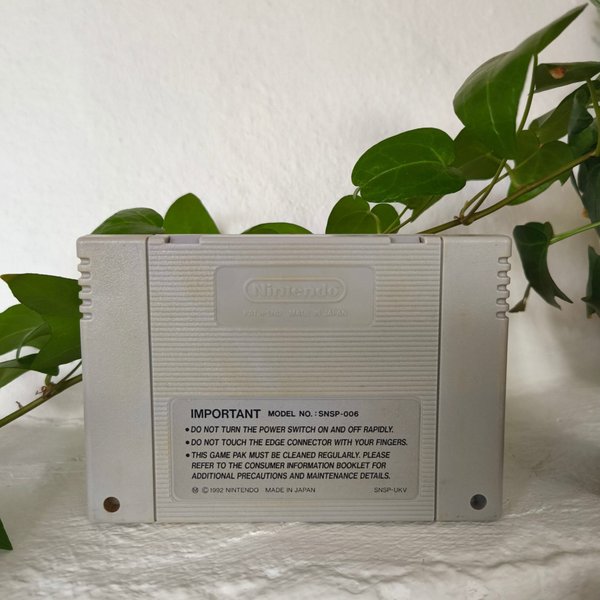 Nintendo
MADE IN JAPAN
IMPORTANT MODEL NO. : SNSP-006
• DO NOT TURN THE POWER SWITCH ON AND OFF RAPIDLY.
• DO NOT TOUCH THE EDGE CONNECTOR WITH YOUR FINGERS.
• THIS GAME PAK MUST BE CLEANED REGULARLY. PLEASE
REFER TO THE CONSUMER INFORMATION BOOKLET FOR
ADDITIONAL PRECAUTIONS AND MAINTENANCE DETAILS.
Ⓜ © 1992 NINTENDO MADE IN JAPAN SNSP-UKV